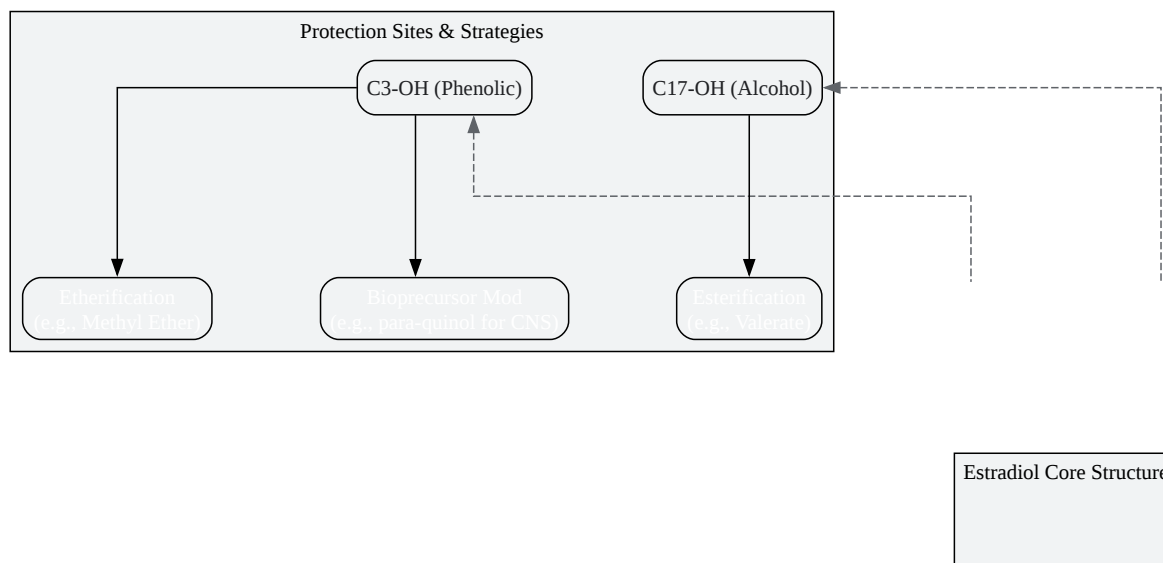 Protection Sites & Strategies
C3-OH (Phenolic)
C17-OH (Alcohol)
Etherification
(e.g., Methyl Ether)
Bioprecursor Mod
(e.g., para-quinol for CNS)
Esterification
(e.g., Valerate)
Estradiol Core Structure